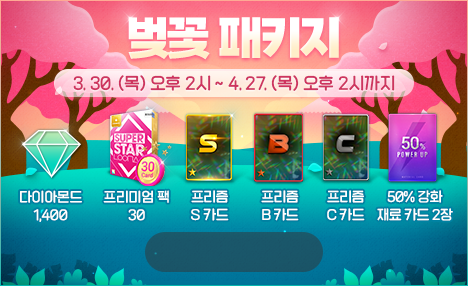 벚꽃 패키지
3. 30. (목) 오후 2시 ~ 4. 27. (목) 오후 2시까지
SUPER
STAR
30
Card
S
B
C
50%
POWER UP
다이아몬드
1,400
프리미엄 팩
30
프리즘
S 카드
프리즘
B 카드
프리즘
C 카드
50% 강화
재료 카드 2장